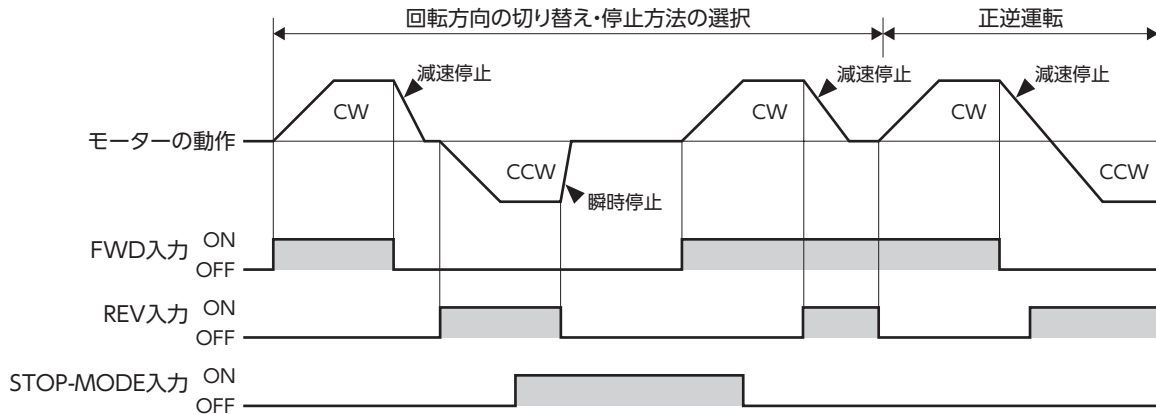 回転方向の切り替え・停止方法の選択
正逆運転
減速停止
減速停止
減速停止
CW
CW
CW
モーターの動作
CCW
CCW
瞬時停止
FWD入力
ON
OFF
REV入力
ON
OFF
STOP-MODE入力
ON
OFF